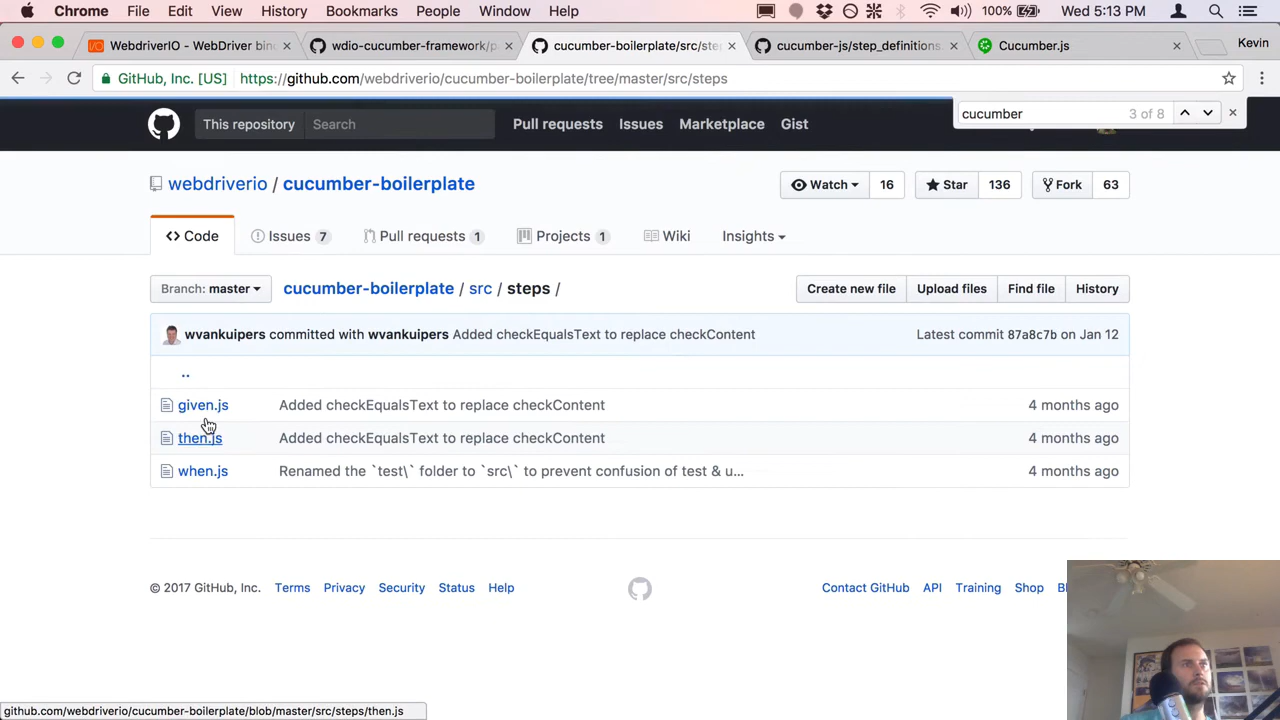 Chrome File Edit View History Bookmarks People Window Help 100% Wed 5:13 PM
WebdriverIO - WebDriver bin
wdio-cucumber-framework/p
cucumber-boilerplate/src/ste
cucumber-js/step_definitions.
Cucumber.js
Kevin
GitHub, Inc. [US] https://github.com/webdriverio/cucumber-boilerplate/tree/master/src/steps
cucumber 3 of 8
This repository Search Pull requests Issues Marketplace Gist
webdriverio / cucumber-boilerplate
Watch 16 Star 136 Fork 63
<> Code Issues 7 Pull requests 1 Projects 1 Wiki Insights
Branch: master cucumber-boilerplate / src / steps / Create new file Upload files Find file History
wvankuipers committed with wvankuipers Added checkEqualsText to replace checkContent Latest commit 87a8c7b on Jan 12
..
given.js Added checkEqualsText to replace checkContent 4 months ago
then.js Added checkEqualsText to replace checkContent 4 months ago
when.js Renamed the `test\` folder to `src\` to prevent confusion of test & u... 4 months ago
© 2017 GitHub, Inc. Terms Privacy Security Status Help Contact GitHub API Training Shop
github.com/webdriverio/cucumber-boilerplate/blob/master/src/steps/then.js